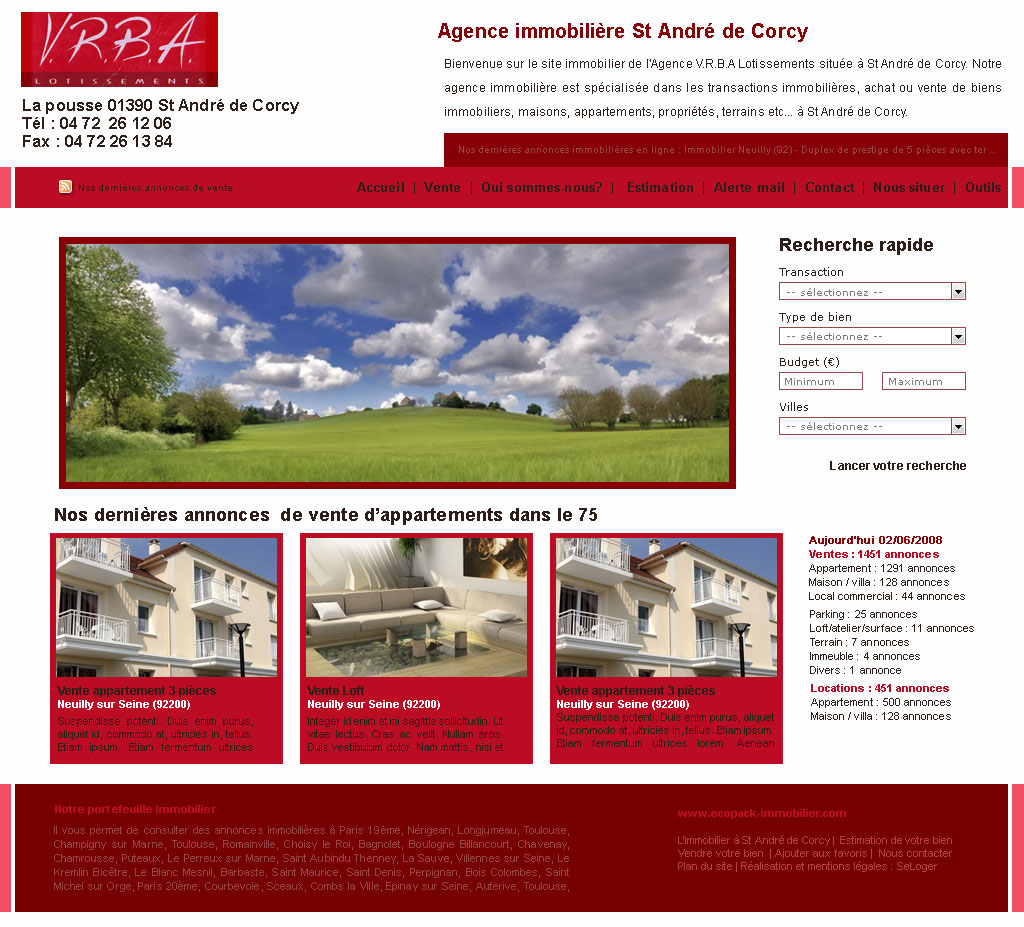 V.R.B.A.
LOTISSEMENTS
La pousse 01390 St André de Corcy
Tél : 04 72 26 12 06
Fax : 04 72 26 13 84
Agence immobilière St André de Corcy
Bienvenue sur le site immobilier de l'Agence V.R.B.A Lotissements située à St André de Corcy. Notre
agence immobilière est spécialisée dans les transactions immobilières, achat ou vente de biens
immobiliers, maisons, appartements, propriétés, terrains etc... à St André de Corcy.
Nos dernières annonces immobilières en ligne : Immobilier Neuilly (92) - Duplex de prestige de 5 pièces avec ter ...
Nos dernières annonces de vente
Accueil | Vente | Qui sommes-nous? | Estimation | Alerte mail | Contact | Nous situer | Outils
Recherche rapide
Transaction
-- sélectionnez --
Type de bien
-- sélectionnez --
Budget (€)
Minimum Maximum
Villes
-- sélectionnez --
Lancer votre recherche
Nos dernières annonces de vente d'appartements dans le 75
Vente appartement 3 pièces
Neuilly sur Seine (92200)
Suspendisse potenti. Duis enim purus,
aliquet id, commodo at, ultricies in, tellus.
Etiam ipsum. Etiam fermentum ultrices
Vente Loft
Neuilly sur Seine (92200)
Integer id enim et mi sagittis sollicitudin. Ut
vitae lectus. Cras ac velit. Nullam eros.
Duis vestibulum dolor. Nam mattis, nisl et
Vente appartement 3 pièces
Neuilly sur Seine (92200)
Suspendisse potenti. Duis enim purus, aliquet
id, commodo at, ultricies in, tellus. Etiam ipsum.
Etiam fermentum ultrices lorem. Aenean
Aujourd'hui 02/06/2008
Ventes : 1451 annonces
Appartement : 1291 annonces
Maison / villa : 128 annonces
Local commercial : 44 annonces
Parking : 25 annonces
Loft/atelier/surface : 11 annonces
Terrain : 7 annonces
Immeuble : 4 annonces
Divers : 1 annonce
Locations : 451 annonces
Appartement : 500 annonces
Maison / villa : 128 annonces
Notre portefeuille immobilier
Il vous permet de consulter des annonces immobilières à Paris 19ème, Nérigean, Longjumeau, Toulouse,
Champigny sur Marne, Toulouse, Romainville, Choisy le Roi, Bagnolet, Boulogne Billancourt, Chavenay,
Chamrousse, Puteaux, Le Perreux sur Marne, Saint Aubindu Thenney, La Sauve, Villennes sur Seine, Le
Kremlin Bicêtre, Le Blanc Mesnil, Barbaste, Saint Maurice, Saint Denis, Perpignan, Bois Colombes, Saint
Michel sur Orge, Paris 20ème, Courbevoie, Sceaux, Combs la Ville, Epinay sur Seine, Auterive, Toulouse,
www.ecopack-immobilier.com
L'immobilier à St André de Corcy | Estimation de votre bien
Vendre votre bien | Ajouter aux favoris | Nous contacter
Plan du site | Réalisation et mentions légales : SeLoger